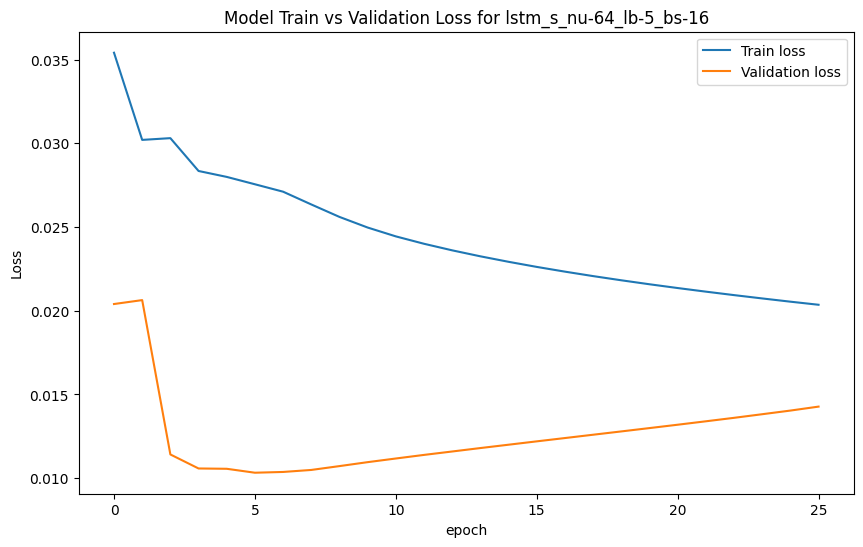 Model Train vs Validation Loss for lstm_s_nu-64_lb-5_bs-16
Train loss
Validation loss
0.035
0.030
0.025
0.020
0.015
0.010
Loss
0 5 10 15 20 25
epoch